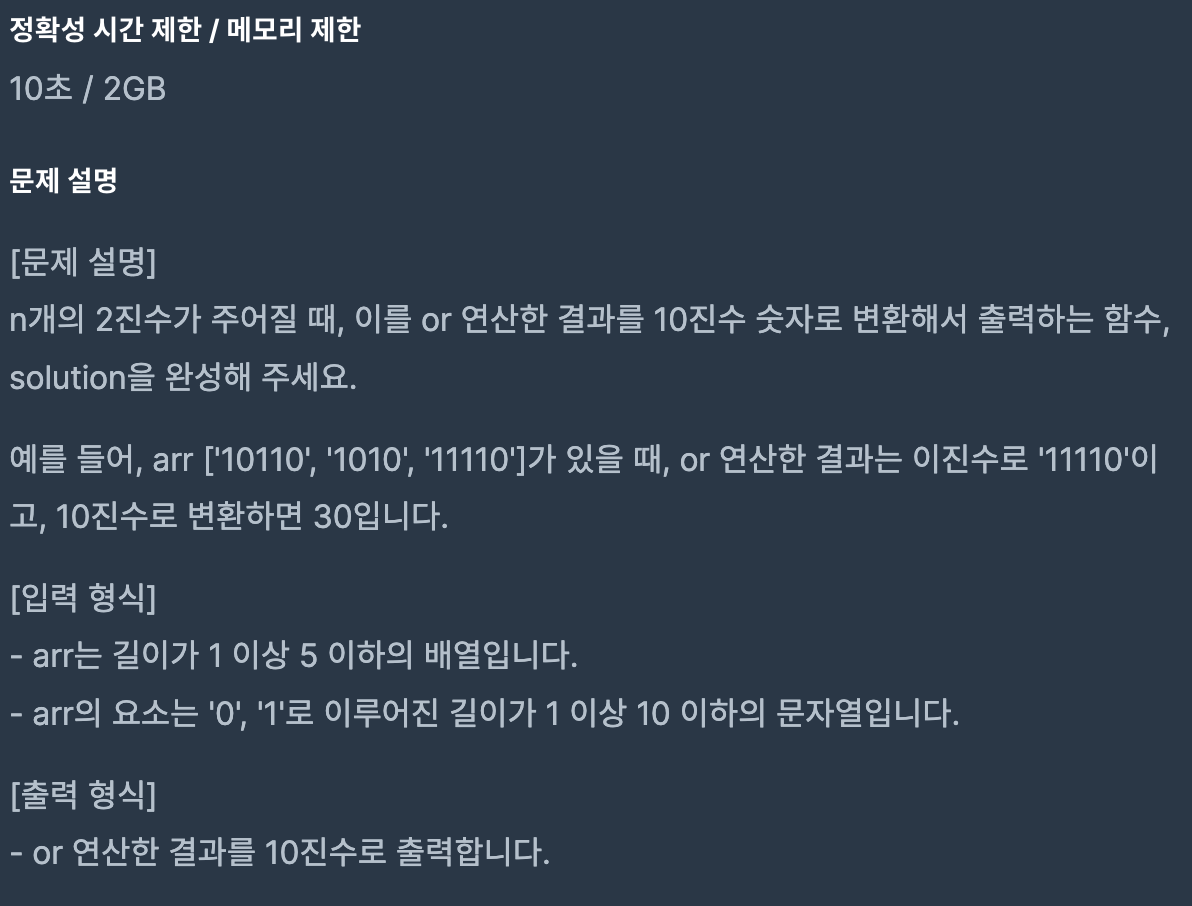 정확성 시간 제한 / 메모리 제한
10초 / 2GB
문제 설명
[문제 설명]
n개의 2진수가 주어질 때, 이를 or 연산한 결과를 10진수 숫자로 변환해서 출력하는 함수,
solution을 완성해 주세요.
예를 들어, arr ['10110', '1010', '11110']가 있을 때, or 연산한 결과는 이진수로 '11110'이
고, 10진수로 변환하면 30입니다.
[입력 형식]
- arr는 길이가 1 이상 5 이하의 배열입니다.
- arr의 요소는 '0', '1'로 이루어진 길이가 1 이상 10 이하의 문자열입니다.
[출력 형식]
- or 연산한 결과를 10진수로 출력합니다.